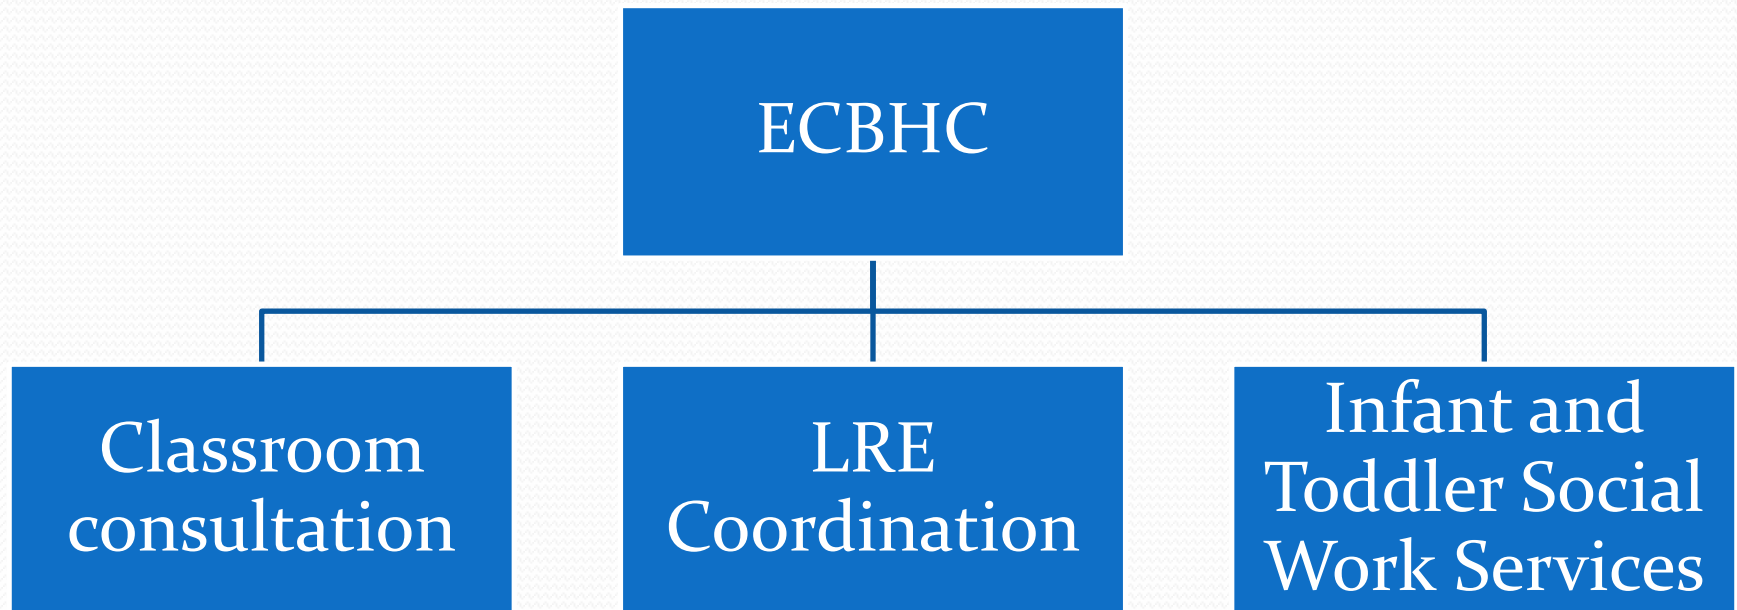 ECBHC
Classroom
consultation
LRE
Coordination
Infant and
Toddler Social
Work Services